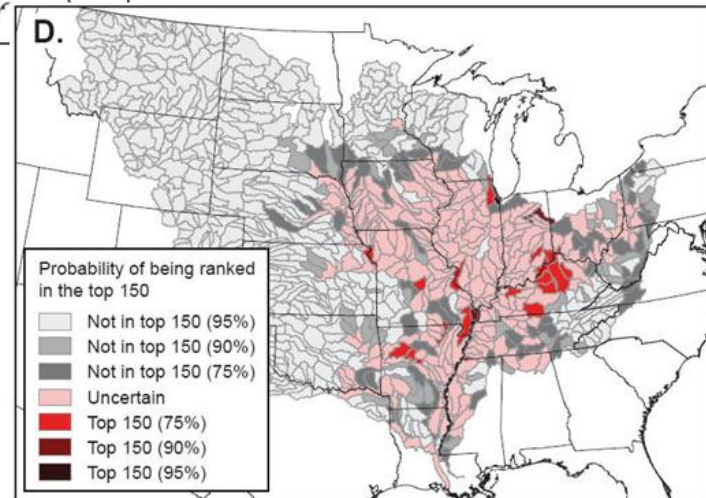 D.
Probability of being ranked
in the top 150
Not in top 150 (95%)
Not in top 150 (90%)
Not in top 150 (75%)
Uncertain
Top 150 (75%)
Top 150 (90%)
Top 150 (95%)